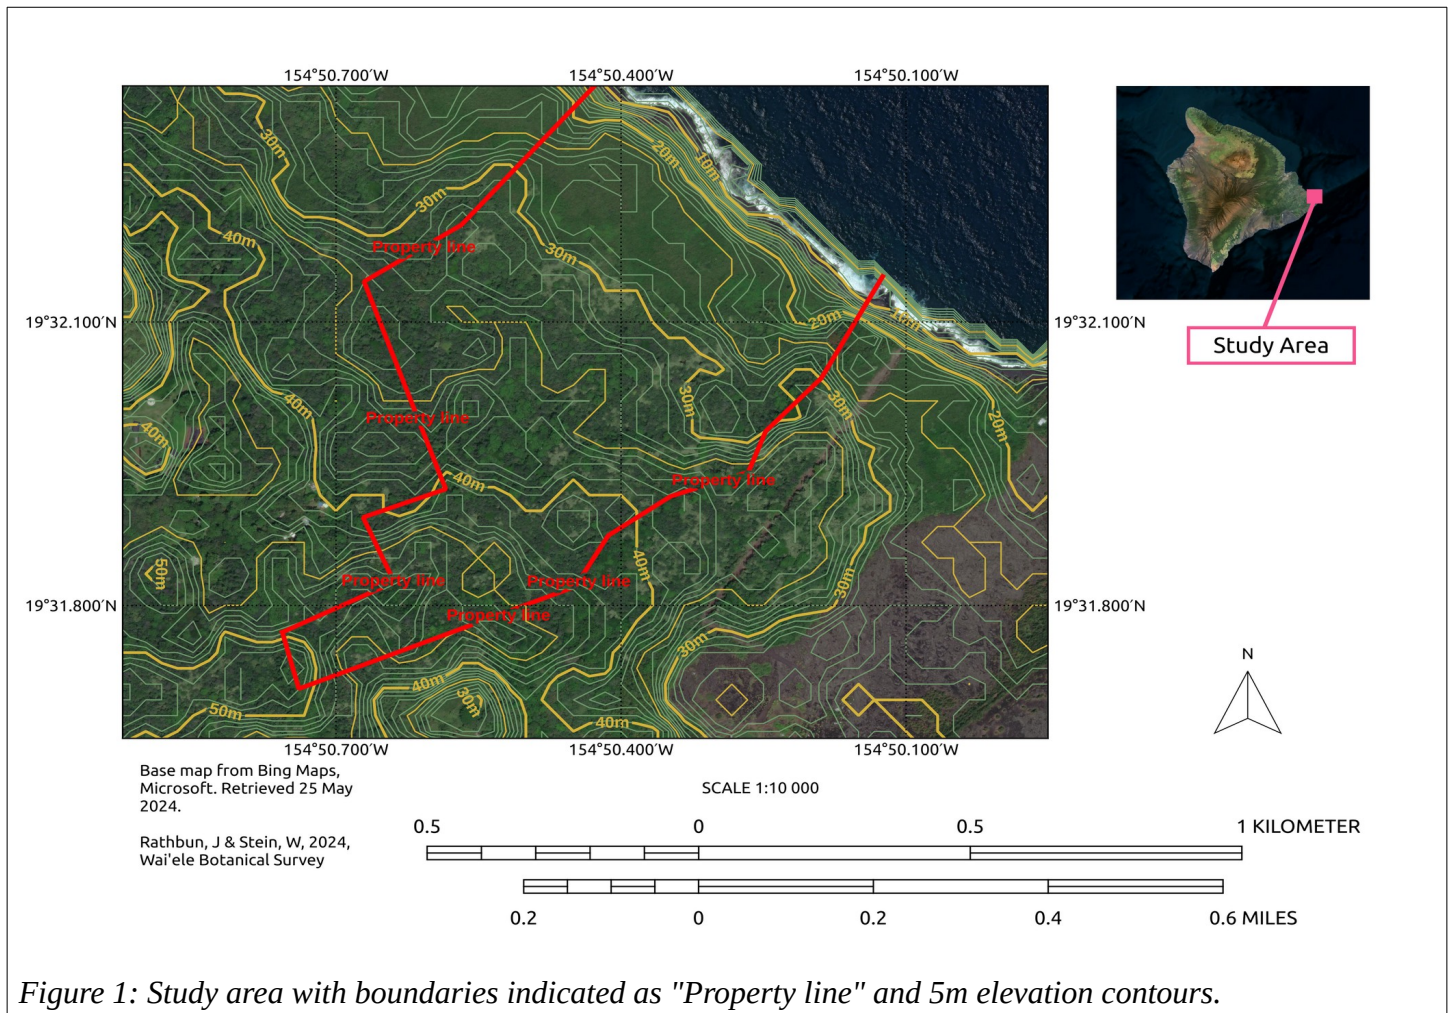 154°50.700′W 154°50.400′W 154°50.100′W
30m
20m
10m
30m
40m
Property line
30m
19°32.100′N
20m
10m
19°32.100′N
Study Area
40m
30m
30m
20m
Property line
40m
40m
Property line
40m
50m
Property line
Property line
30m
19°31.800′N
19°31.800′N
Property line
30m
40m
30m
50m
40m
N
154°50.700′W 154°50.400′W 154°50.100′W
Base map from Bing Maps,
Microsoft. Retrieved 25 May
2024.
SCALE 1:10 000
Rathbun, J & Stein, W, 2024,
Wai'ele Botanical Survey
0.5 0 0.5 1 KILOMETER
0.2 0 0.2 0.4 0.6 MILES
Figure 1: Study area with boundaries indicated as "Property line" and 5m elevation contours.